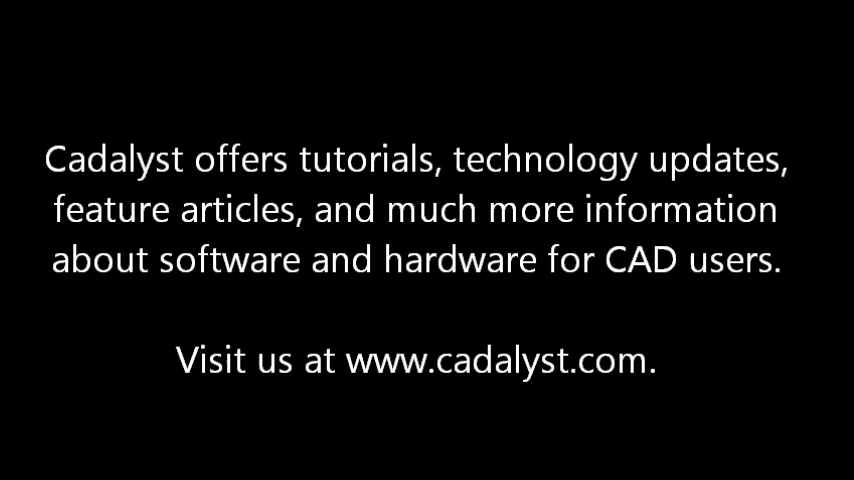 Cadalyst offers tutorials, technology updates,
feature articles, and much more information
about software and hardware for CAD users.
Visit us at www.cadalyst.com.